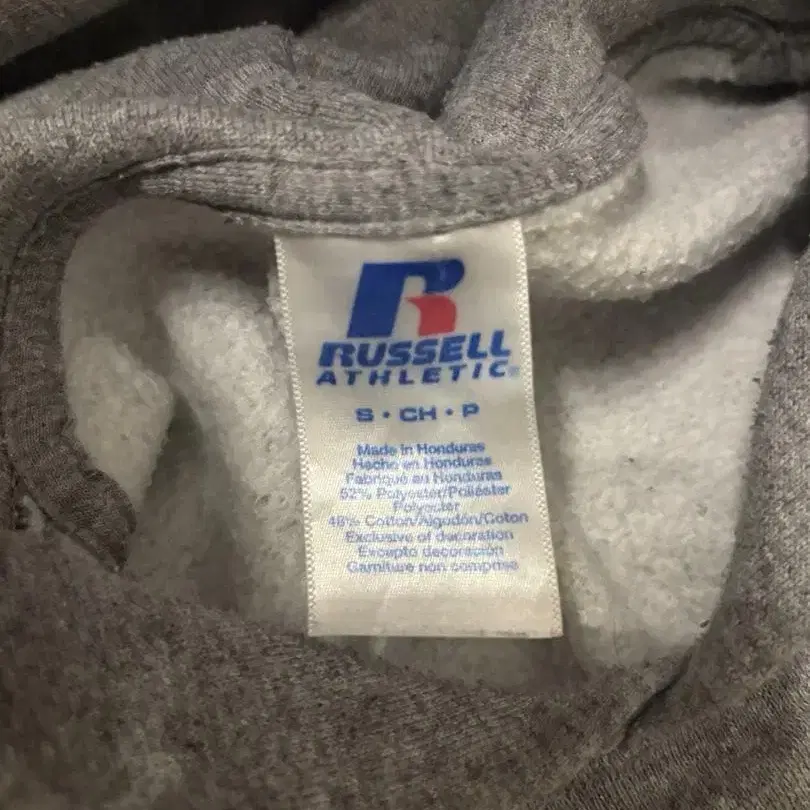 RUSSELL
ATHLETIC®
S • CH • P
Made in Honduras
Hecho en Honduras
Fabriqué au Honduras
52% Polyester/Poliéster
Polyester
48% Cotton/Algodón/Coton
Exclusive of decoration
Excepto decoración
Garniture non comprise